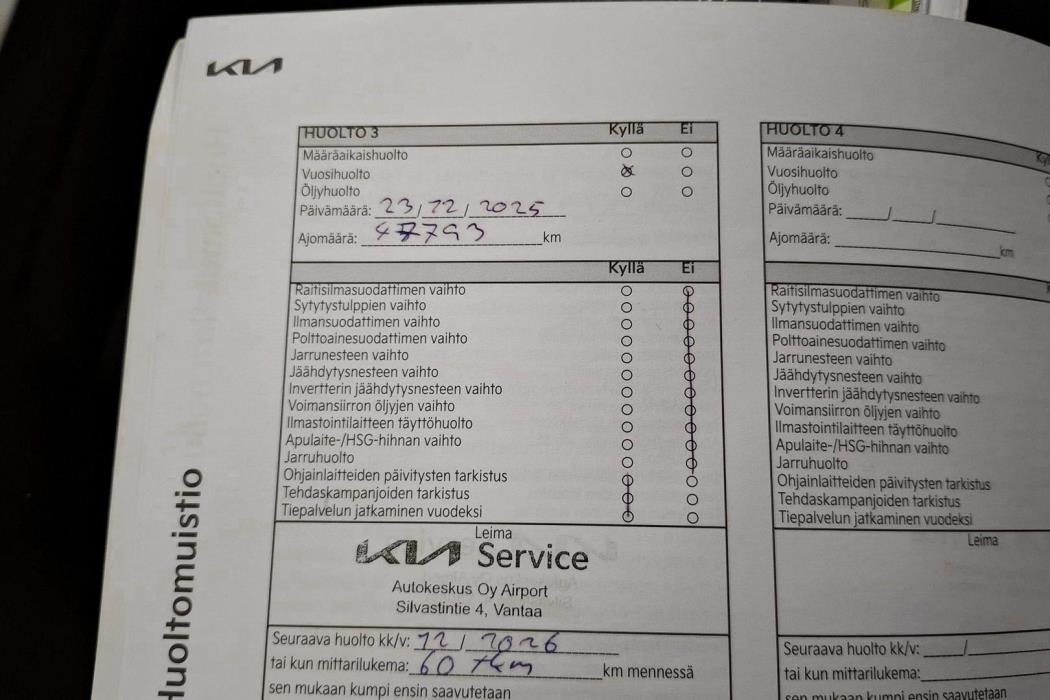 KIA
HUOLTO 3 Kyllä Ei
Määräaikaishuolto
Vuosihuolto
Öljyhuolto
Päivämäärä: 23/12/2025
Ajomäärä: 47793 km
Kyllä Ei
Raitisilmasuodattimen vaihto
Sytytystulppien vaihto
Ilmansuodattimen vaihto
Polttoainesuodattimen vaihto
Jarrunesteen vaihto
Jäähdytysnesteen vaihto
Invertterin jäähdytysnesteen vaihto
Voimansiirron öljyjen vaihto
Ilmastointilaitteen täyttöhuolto
Apulaite-/HSG-hihnan vaihto
Jarruhuolto
Ohjainlaitteiden päivitysten tarkistus
Tehdaskampanjoiden tarkistus
Tiepalvelun jatkaminen vuodeksi
Leima
KIA Service
Autokeskus Oy Airport
Silvastintie 4, Vantaa
Seuraava huolto kk/v: 12/2026
tai kun mittarilukema: 60 tkm km mennessä
sen mukaan kumpi ensin saavutetaan
HUOLTO 4
Määräaikaishuolto
Vuosihuolto
Öljyhuolto
Päivämäärä: / /
Ajomäärä: km
Raitisilmasuodattimen vaihto
Sytytystulppien vaihto
Ilmansuodattimen vaihto
Polttoainesuodattimen vaihto
Jarrunesteen vaihto
Jäähdytysnesteen vaihto
Invertterin jäähdytysnesteen vaihto
Voimansiirron öljyjen vaihto
Ilmastointilaitteen täyttöhuolto
Apulaite-/HSG-hihnan vaihto
Jarruhuolto
Ohjainlaitteiden päivitysten tarkistus
Tehdaskampanjoiden tarkistus
Tiepalvelun jatkaminen vuodeksi
Leima
Seuraava huolto kk/v: /
tai kun mittarilukema:
sen mukaan kumpi ensin saavutetaan
Huoltomuistio